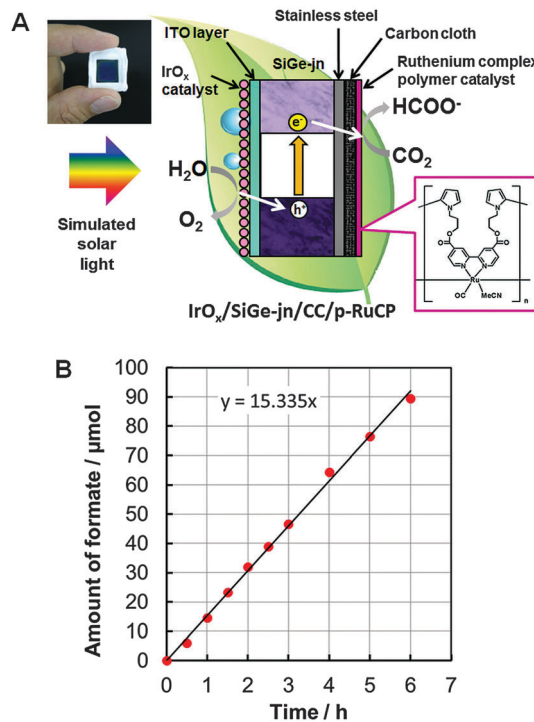 A
Stainless steel
ITO layer
SiGe-jn
Carbon cloth
IrOₓ
catalyst
Ruthenium complex
polymer catalyst
e⁻
HCOO⁻
CO₂
H₂O
O₂
h⁺
Simulated
solar
light
N
N
O
O
O
O
N
N
Ru
OC
MeCN
n
IrOₓ/SiGe-jn/CC/p-RuCP
B
y = 15.335x
Amount of formate / µmol
100
90
80
70
60
50
40
30
20
10
0
0 1 2 3 4 5 6 7
Time / h